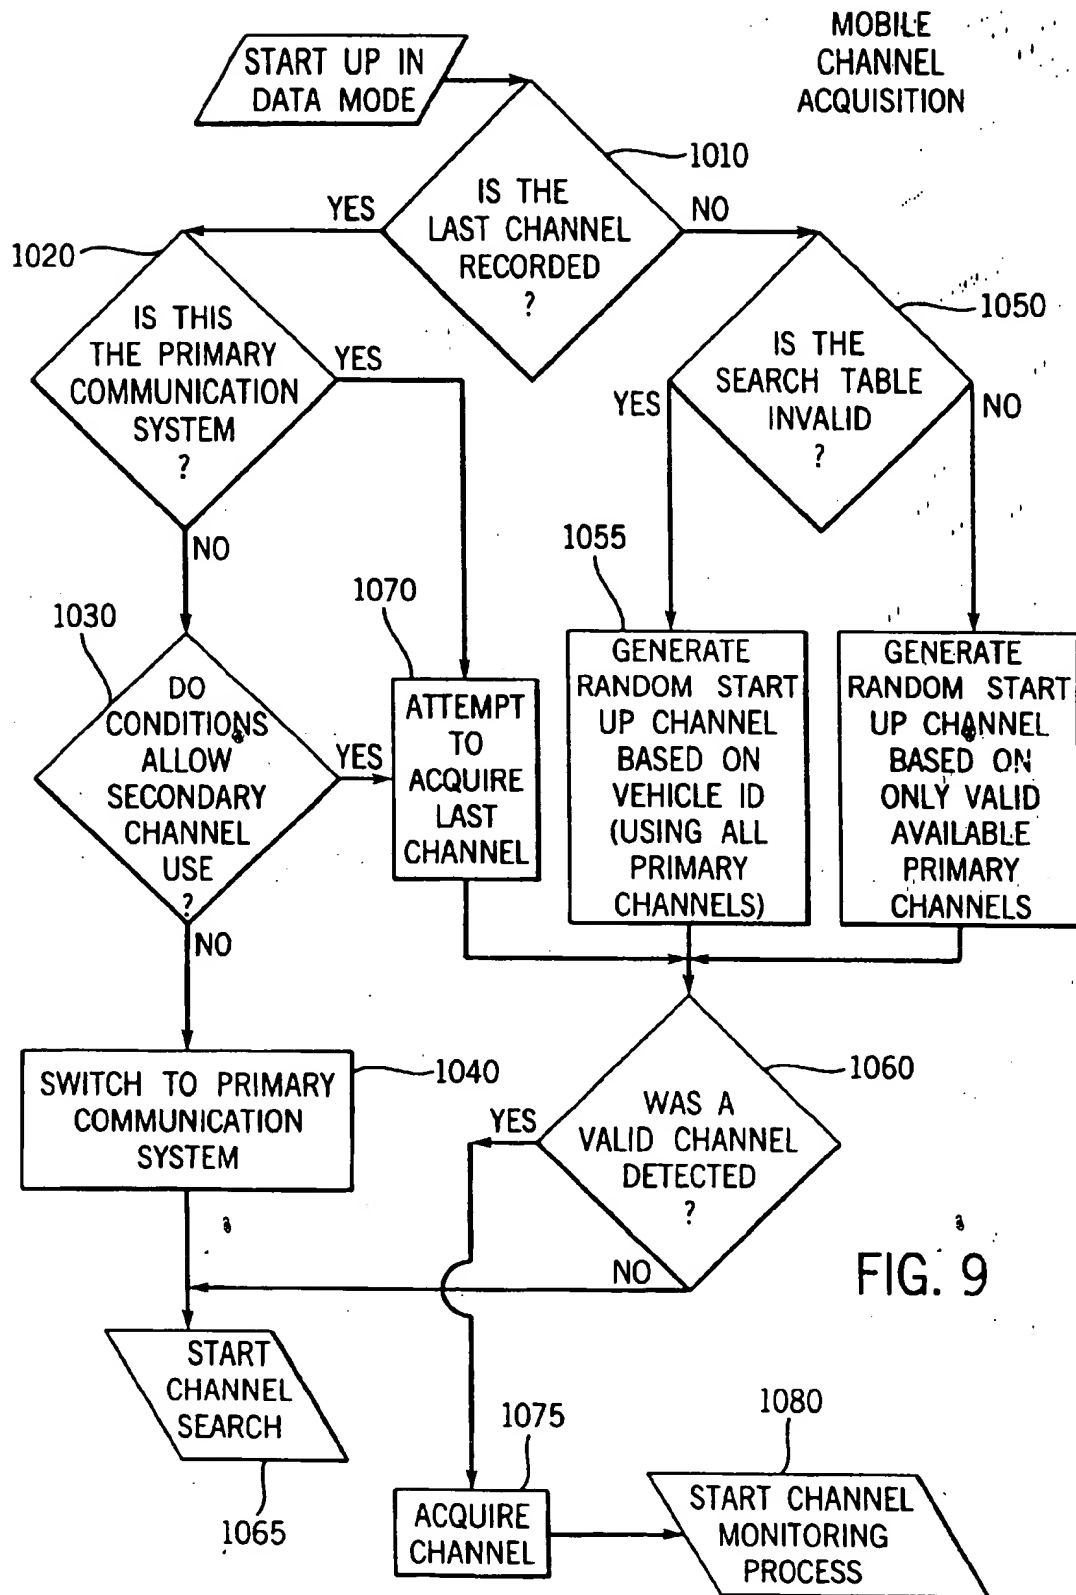 MOBILE
CHANNEL
ACQUISITION
START UP IN
DATA MODE
1010
IS THE
LAST CHANNEL
RECORDED
?
YES
NO
1020
IS THIS
THE PRIMARY
COMMUNICATION
SYSTEM
?
YES
NO
1050
IS THE
SEARCH TABLE
INVALID
?
YES
NO
1030
DO
CONDITIONS
ALLOW
SECONDARY
CHANNEL
USE
?
YES
NO
1070
ATTEMPT
TO
ACQUIRE
LAST
CHANNEL
1055
GENERATE
RANDOM START
UP CHANNEL
BASED ON
VEHICLE ID
(USING ALL
PRIMARY
CHANNELS)
GENERATE
RANDOM START
UP CHANNEL
BASED ON
ONLY VALID
AVAILABLE
PRIMARY
CHANNELS
1040
SWITCH TO PRIMARY
COMMUNICATION
SYSTEM
1060
WAS A
VALID CHANNEL
DETECTED
?
YES
NO
FIG. 9
START
CHANNEL
SEARCH
1065
1075
ACQUIRE
CHANNEL
1080
START CHANNEL
MONITORING
PROCESS